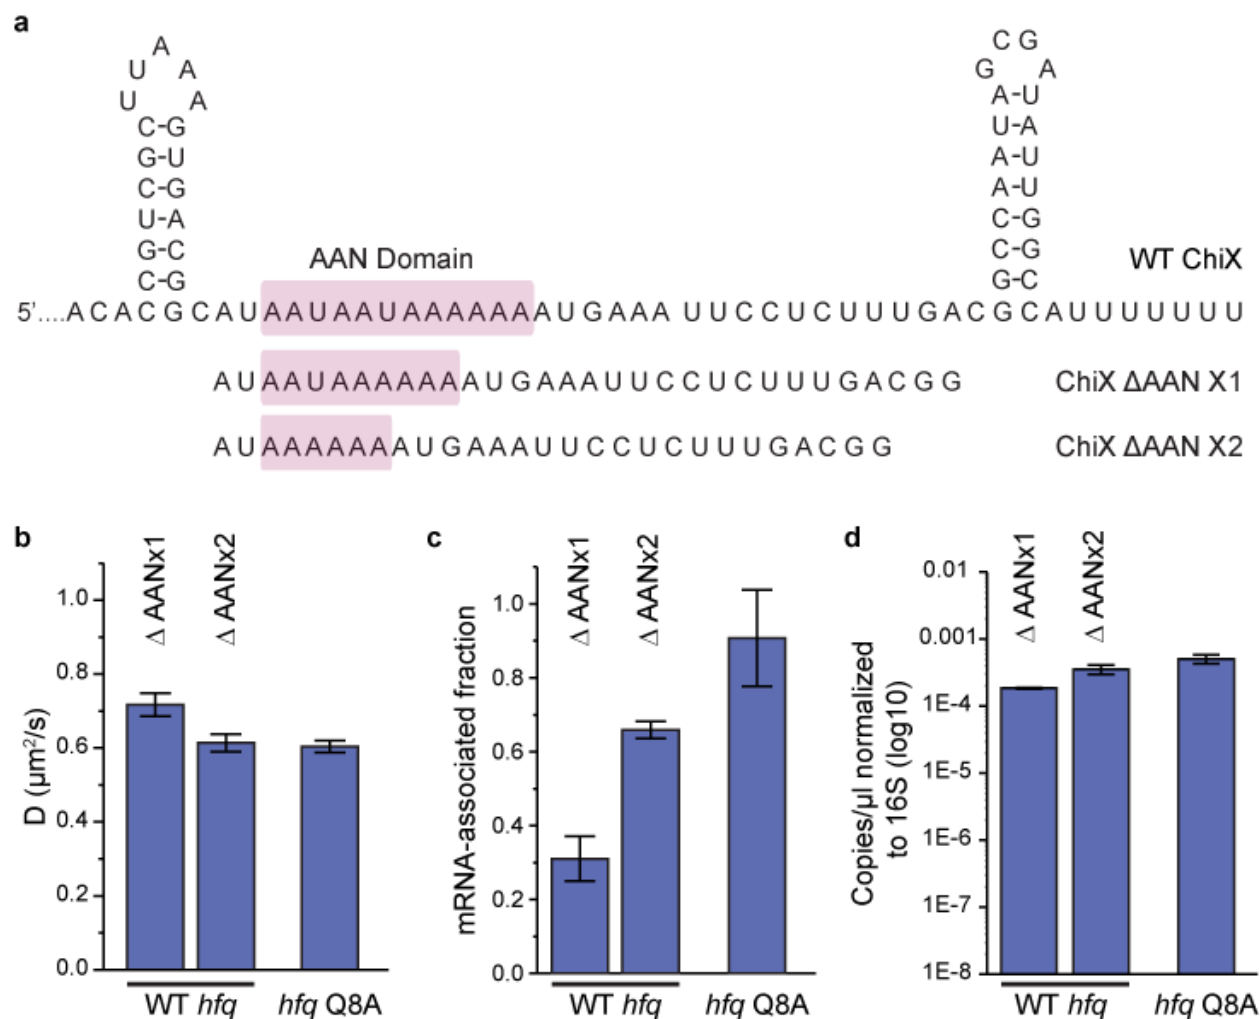 a
A
U A
U A
C-G
G-U
C-G
U-A
G-C
C-G
C G
G A
A-U
U-A
A-U
A-U
C-G
C-G
G-C
AAN Domain
WT ChiX
5'....A C A C G C A U A A U A A U A A A A A A A U G A A A U U C C U C U U U G A C G C A U U U U U U U
A U A A U A A A A A A A U G A A A U U C C U C U U U G A C G G
ChiX ΔAAN X1
A U A A A A A A A U G A A A U U C C U C U U U G A C G G
ChiX ΔAAN X2
b
Δ AANx1
Δ AANx2
D (μm²/s)
1.0
0.8
0.6
0.4
0.2
0.0
WT hfq
hfq Q8A
c
Δ AANx1
Δ AANx2
mRNA-associated fraction
1.0
0.8
0.6
0.4
0.2
0.0
WT hfq
hfq Q8A
d
Δ AANx1
Δ AANx2
Copies/μl normalized
to 16S (log10)
0.01
0.001
1E-4
1E-5
1E-6
1E-7
1E-8
WT hfq
hfq Q8A